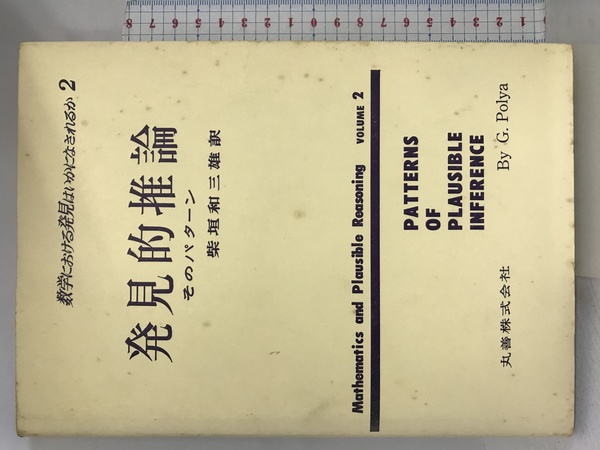 数学における発見はいかになされるか 2
発見的推論
そのパターン
柴垣和三雄訳
Mathematics and Plausible Reasoning VOLUME 2
PATTERNS
OF
PLAUSIBLE
INFERENCE
By G. Polya
丸善株式会社